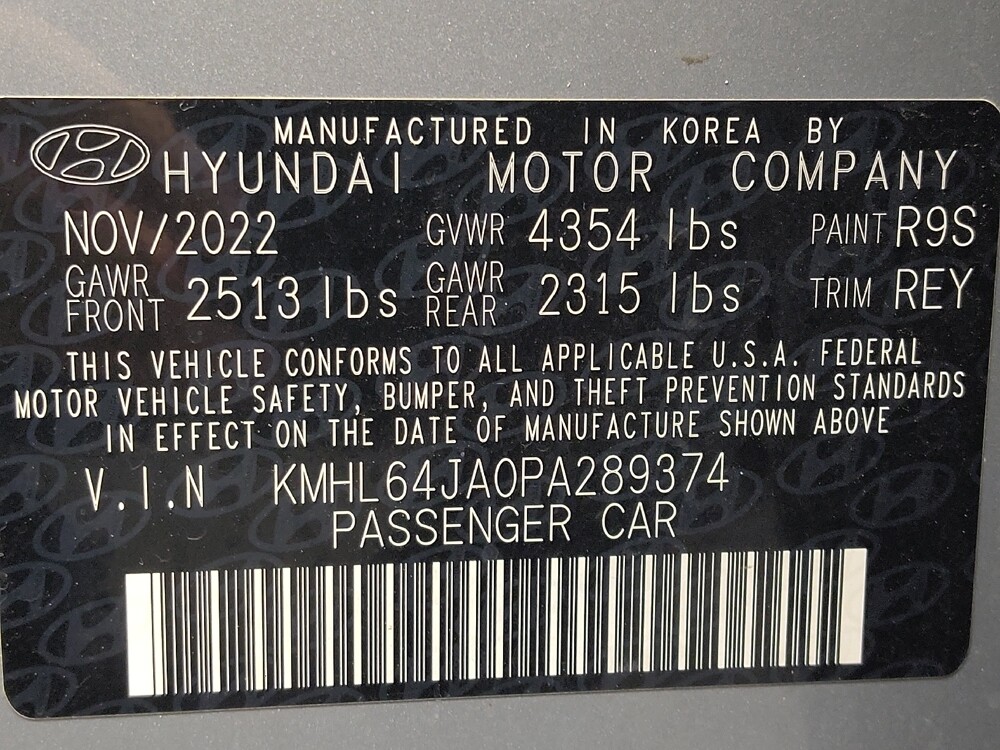 MANUFACTURED IN KOREA BY
HYUNDAI MOTOR COMPANY
NOV/2022 GVWR 4354 lbs PAINT R9S
GAWR FRONT 2513 lbs GAWR REAR 2315 lbs TRIM REY
THIS VEHICLE CONFORMS TO ALL APPLICABLE U.S.A. FEDERAL
MOTOR VEHICLE SAFETY, BUMPER, AND THEFT PREVENTION STANDARDS
IN EFFECT ON THE DATE OF MANUFACTURE SHOWN ABOVE
V.I.N KMHL64JA0PA289374
PASSENGER CAR